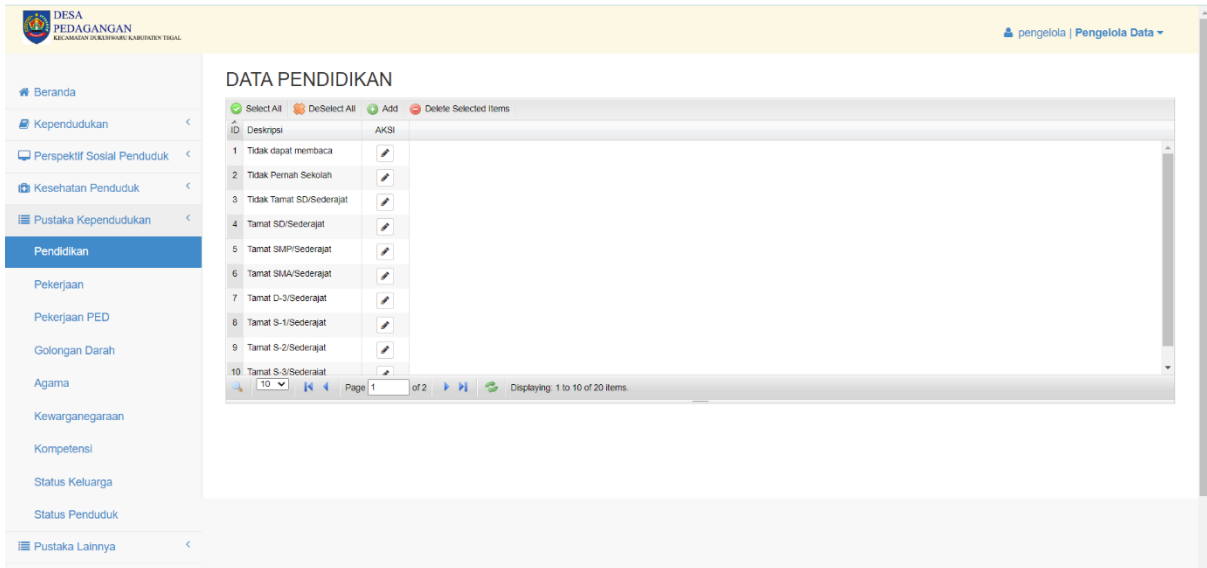 DESA
PEDAGANGAN
KECAMATAN DUKUHWARU KABUPATEN TEGAL
pengelola | Pengelola Data
Beranda
Kependudukan
Perspektif Sosial Penduduk
Kesehatan Penduduk
Pustaka Kependudukan
Pendidikan
Pekerjaan
Pekerjaan PED
Golongan Darah
Agama
Kewarganegaraan
Kompetensi
Status Keluarga
Status Penduduk
Pustaka Lainnya
DATA PENDIDIKAN
Select All DeSelect All Add Delete Selected Items
ID Deskripsi AKSI
1 Tidak dapat membaca
2 Tidak Pernah Sekolah
3 Tidak Tamat SD/Sederajat
4 Tamat SD/Sederajat
5 Tamat SMP/Sederajat
6 Tamat SMA/Sederajat
7 Tamat D-3/Sederajat
8 Tamat S-1/Sederajat
9 Tamat S-2/Sederajat
10 Tamat S-3/Sederajat
10 Page 1 of 2 Displaying: 1 to 10 of 20 items.